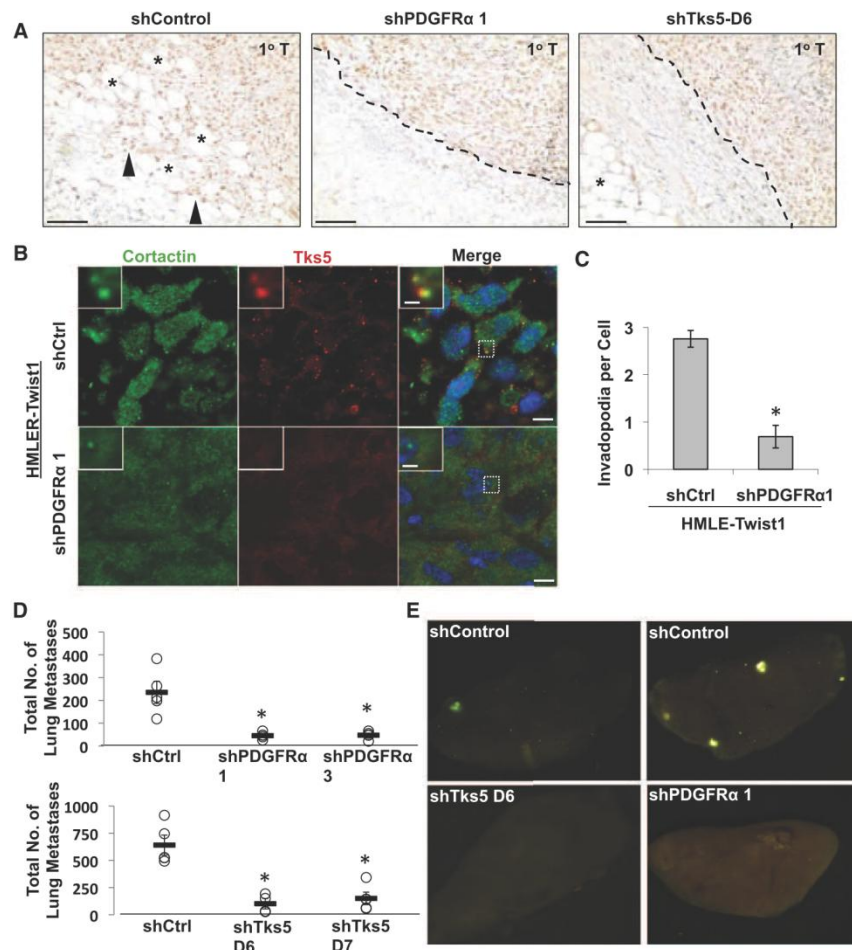 A
shControl
shPDGFRα 1
shTks5-D6
1º T
1º T
1º T
*
*
*
*
*
B
Cortactin
Tks5
Merge
HMLER-Twist1
shCtrl
shPDGFRα 1
C
Invadopodia per Cell
3
2
1
0
*
shCtrl
shPDGFRα1
HMLE-Twist1
D
Total No. of
Lung Metastases
500
400
300
200
100
0
*
*
shCtrl
shPDGFRα
1
shPDGFRα
3
Total No. of
Lung Metastases
1000
750
500
250
0
*
*
shCtrl
shTks5
D6
shTks5
D7
E
shControl
shControl
shTks5 D6
shPDGFRα 1